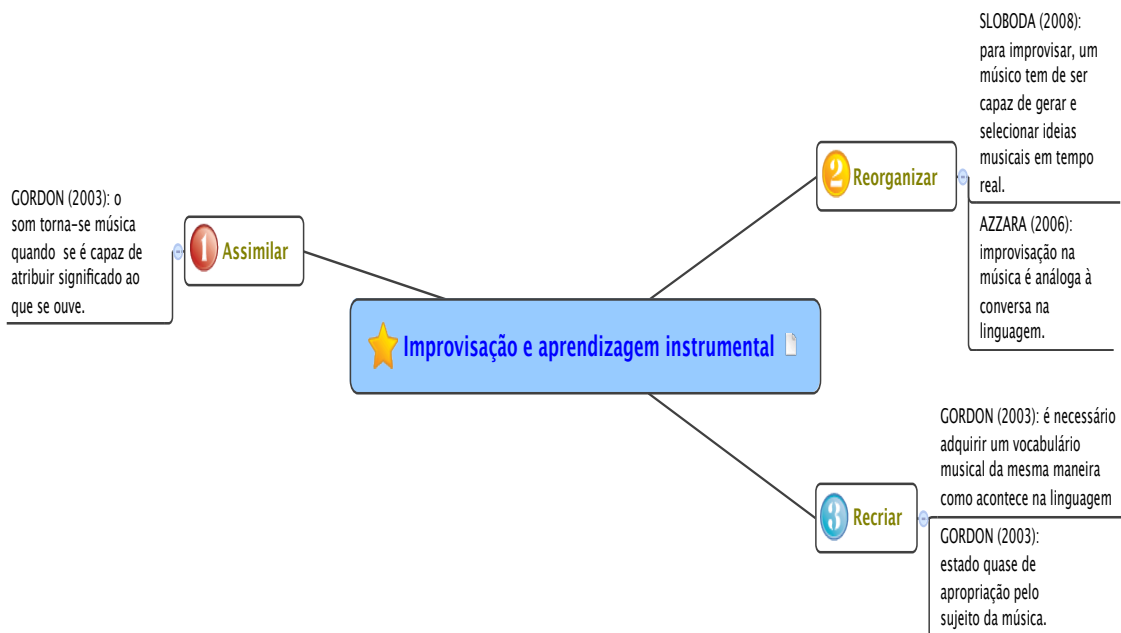 Improvisação e aprendizagem instrumental
1
Assimilar
GORDON (2003): o
som torna-se música
quando se é capaz de
atribuir significado ao
que se ouve.
2
Reorganizar
SLOBODA (2008):
para improvisar, um
músico tem de ser
capaz de gerar e
selecionar ideias
musicais em tempo
real.
AZZARA (2006):
improvisação na
música é análoga à
conversa na
linguagem.
3
Recriar
GORDON (2003): é necessário
adquirir um vocabulário
musical da mesma maneira
como acontece na linguagem
GORDON (2003):
estado quase de
apropriação pelo
sujeito da música.